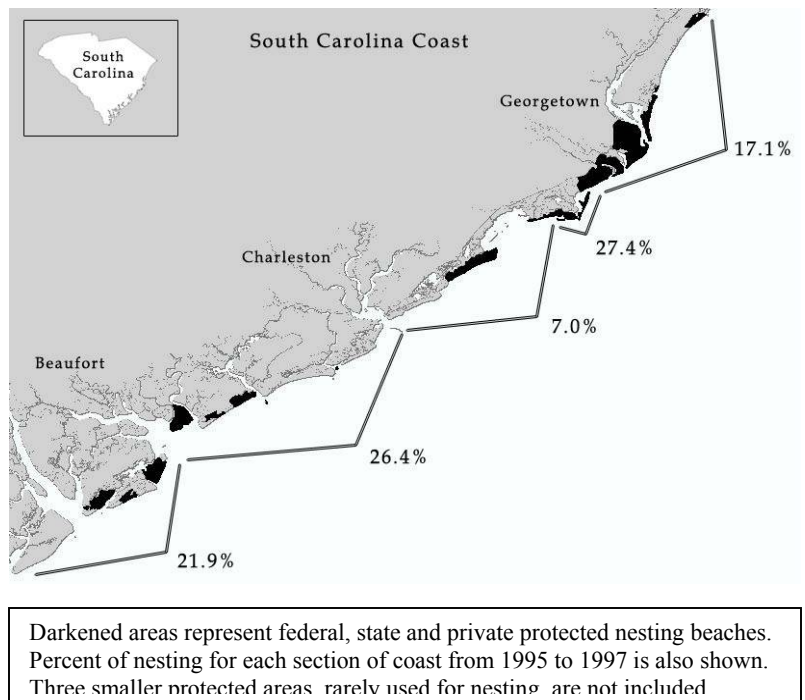 South
Carolina
South Carolina Coast
Georgetown
17.1%
27.4%
Charleston
7.0%
Beaufort
26.4%
21.9%
Darkened areas represent federal, state and private protected nesting beaches.
Percent of nesting for each section of coast from 1995 to 1997 is also shown.
Three smaller protected areas, rarely used for nesting, are not included